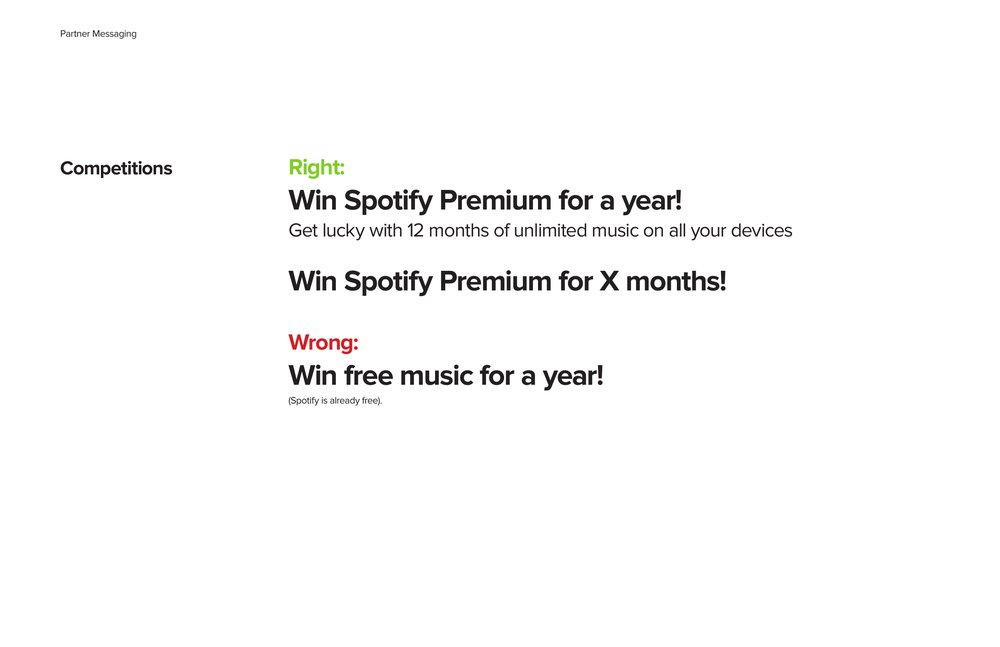 Partner Messaging
Competitions
Right:
Win Spotify Premium for a year!
Get lucky with 12 months of unlimited music on all your devices
Win Spotify Premium for X months!
Wrong:
Win free music for a year!
(Spotify is already free).